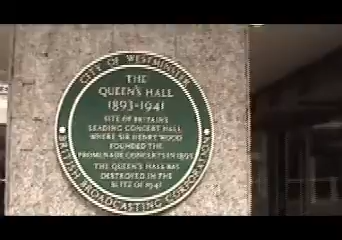 CITY OF WESTMINSTER
THE
QUEEN'S HALL
1893-1941
SITE OF BRITAIN'S
LEADING CONCERT HALL
WHERE SIR HENRY WOOD
FOUNDED THE
PROMENADE CONCERTS IN 1895
THE QUEEN'S HALL WAS
DESTROYED IN THE
BLITZ OF 1941
BRITISH BROADCASTING CORPORATION